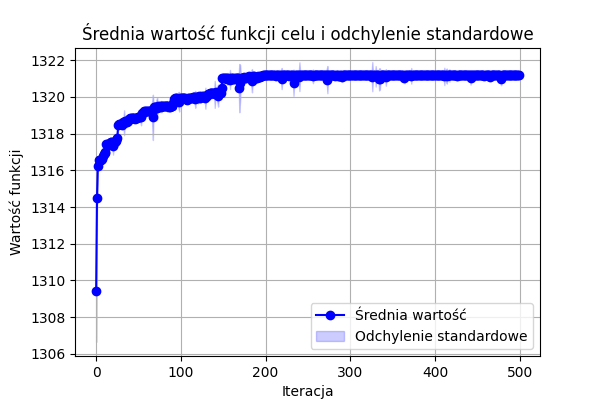 Średnia wartość funkcji celu i odchylenie standardowe
1322
1320
1318
1316
1314
1312
1310
1308
1306
Wartość funkcji
Średnia wartość
Odchylenie standardowe
0 100 200 300 400 500
Iteracja